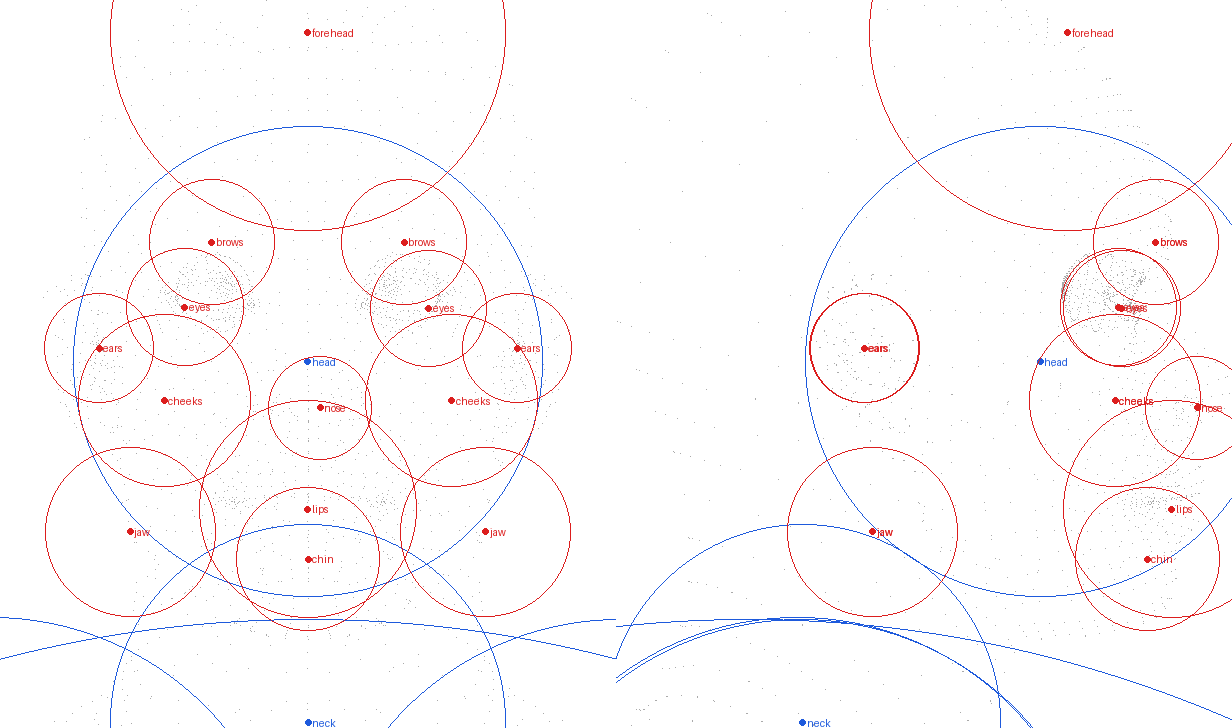 forehead
brows
brows
eyes
eyes
ears
ears
head
cheeks
cheeks
nose
lips
jaw
jaw
chin
neck
forehead
brows
eyes
ears
head
cheeks
nose
lips
jaw
chin
neck